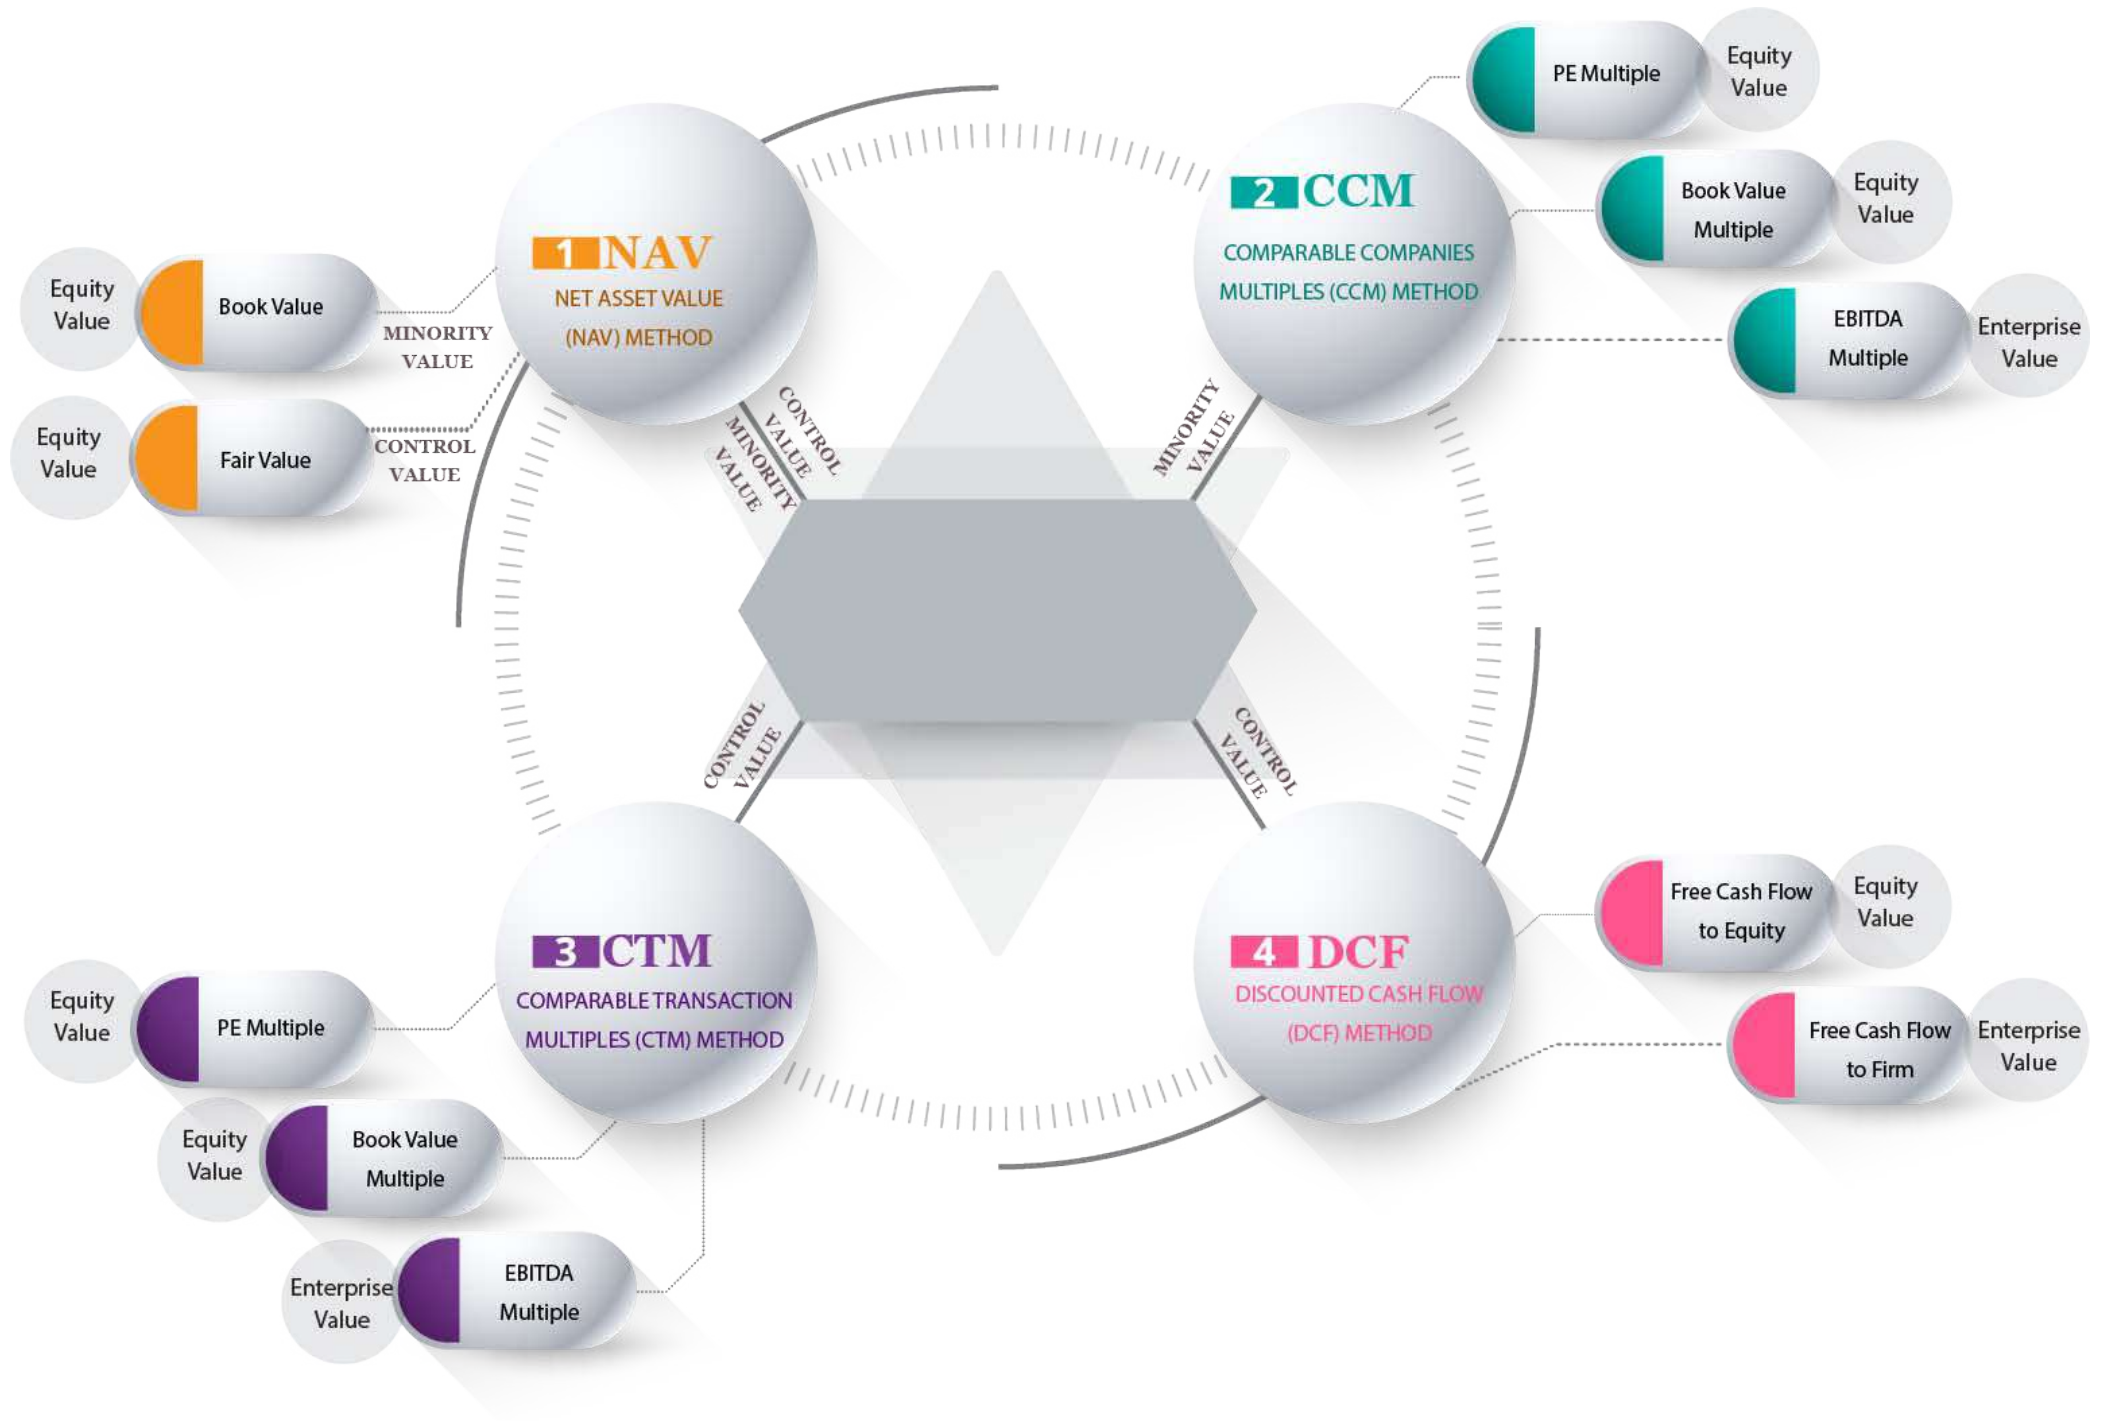 1 NAV
NET ASSET VALUE
(NAV) METHOD
Equity
Value
Book Value
MINORITY
VALUE
Equity
Value
Fair Value
CONTROL
VALUE
CONTROL
VALUE
MINORITY
VALUE
2 CCM
COMPARABLE COMPANIES
MULTIPLES (CCM) METHOD
PE Multiple
Equity
Value
Book Value
Multiple
Equity
Value
EBITDA
Multiple
Enterprise
Value
MINORITY
VALUE
3 CTM
COMPARABLE TRANSACTION
MULTIPLES (CTM) METHOD
CONTROL
VALUE
Equity
Value
PE Multiple
Equity
Value
Book Value
Multiple
Enterprise
Value
EBITDA
Multiple
4 DCF
DISCOUNTED CASH FLOW
(DCF) METHOD
CONTROL
VALUE
Free Cash Flow
to Equity
Equity
Value
Free Cash Flow
to Firm
Enterprise
Value